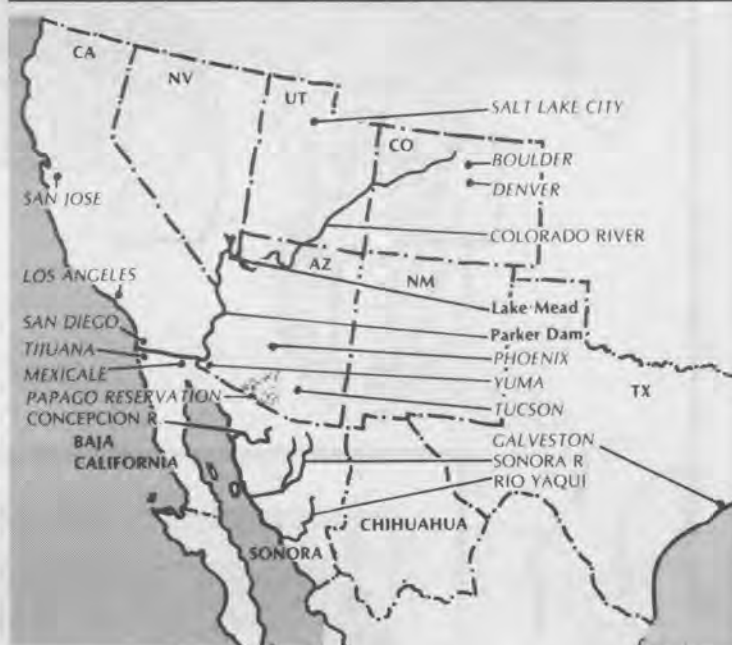 CA
NV
UT
SALT LAKE CITY
CO
BOULDER
DENVER
SAN JOSE
COLORADO RIVER
AZ
NM
LOS ANGELES
Lake Mead
SAN DIEGO
Parker Dam
TIJUANA
PHOENIX
MEXICALE
YUMA
TX
PAPAGO RESERVATION
TUCSON
CONCEPCION R.
GALVESTON
BAJA
CALIFORNIA
SONORA R
RIO YAQUI
CHIHUAHUA
SONORA